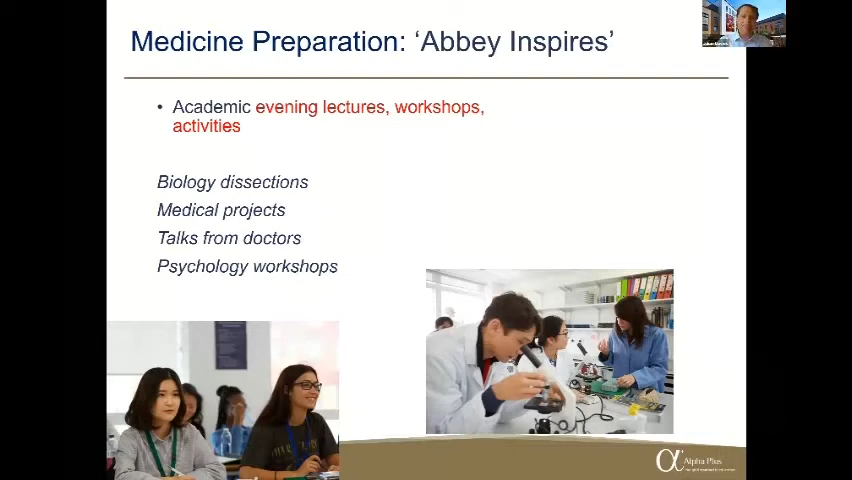 Medicine Preparation: ‘Abbey Inspires’
• Academic evening lectures, workshops,
activities
Biology dissections
Medical projects
Talks from doctors
Psychology workshops
Alpha Plus